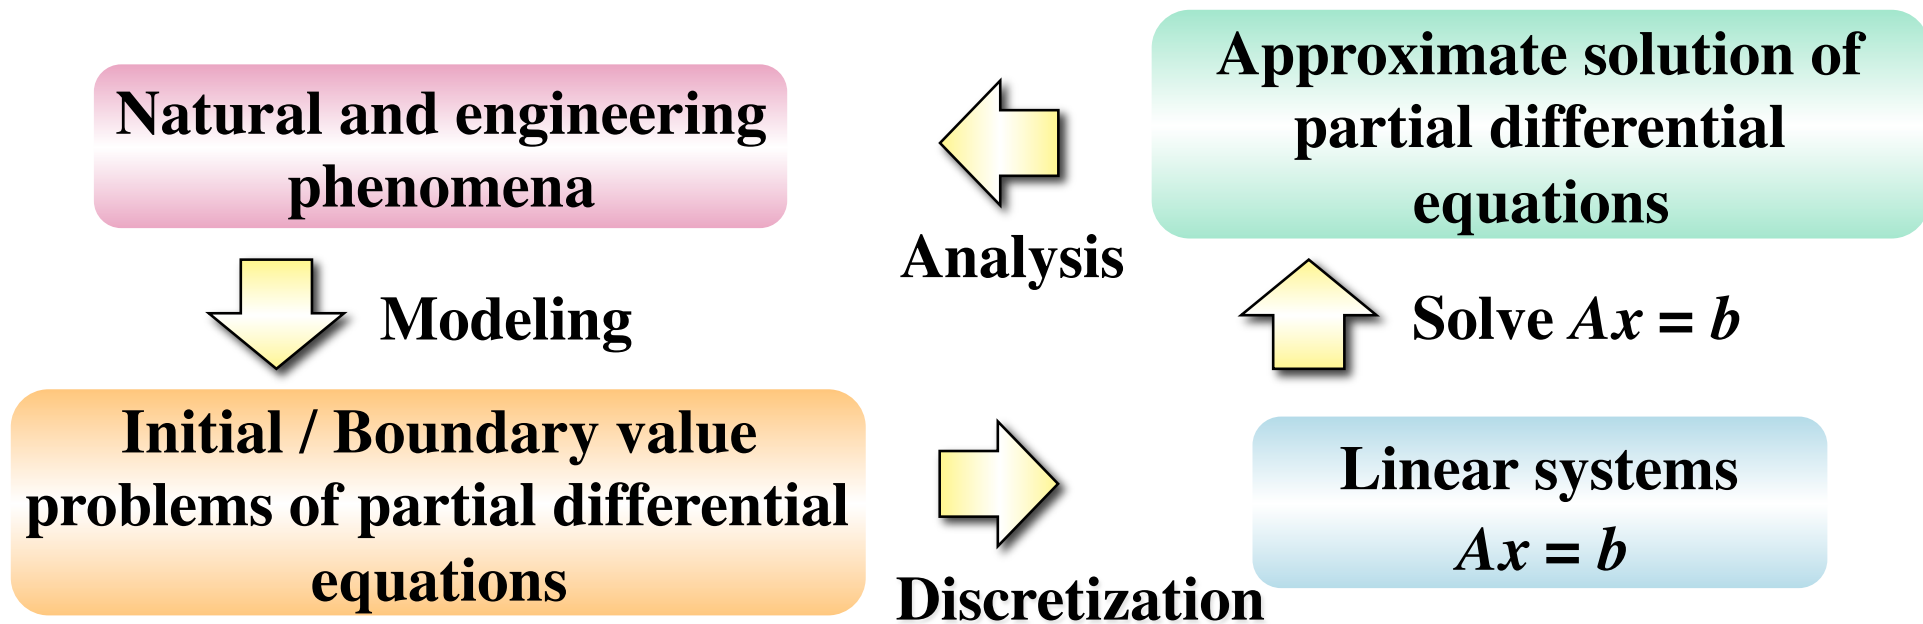 Natural and engineering
phenomena
Modeling
Initial / Boundary value
problems of partial differential
equations
Discretization
Linear systems
Ax = b
Solve Ax = b
Approximate solution of
partial differential
equations
Analysis